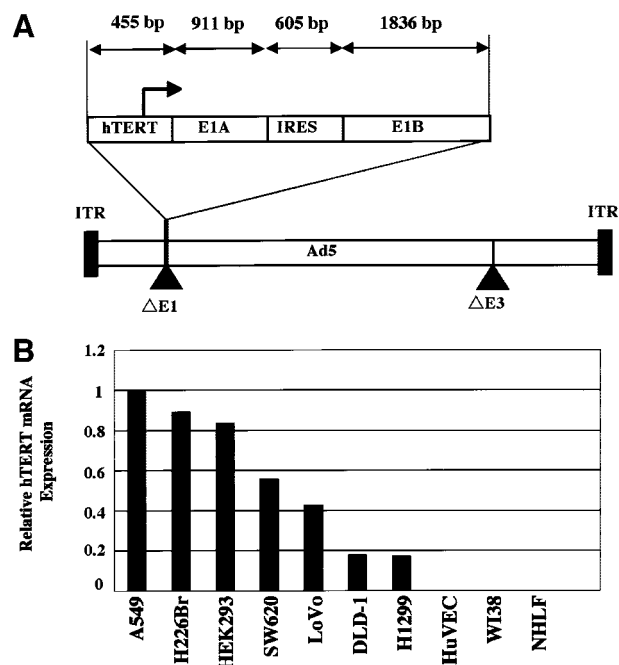 A
455 bp 911 bp 605 bp 1836 bp
hTERT E1A IRES E1B
ITR ITR
Ad5
△E1 △E3
B
Relative hTERT mRNA
Expression
1.2
1
0.8
0.6
0.4
0.2
0
A549
H226Br
HEK293
SW620
LoVo
DLD-1
H1299
HuVEC
WI38
NHLF